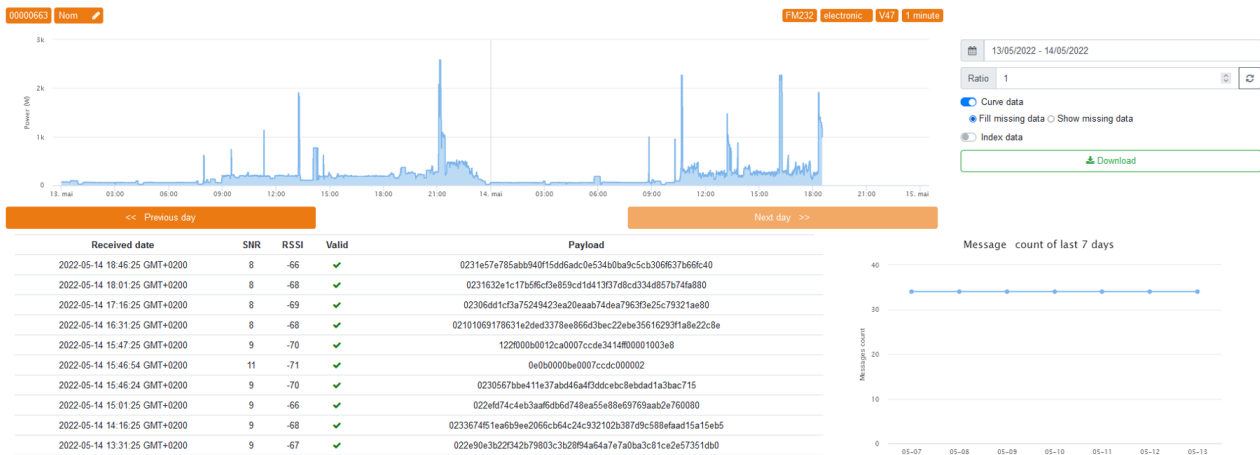 00000663 Nom FM232 electronic V47 1 minute
3k
2k
1k
0
Power (W)
13. mai 03:00 06:00 09:00 12:00 15:00 18:00 21:00 14. mai 03:00 06:00 09:00 12:00 15:00 18:00 21:00 15. mai
13/05/2022 - 14/05/2022
Ratio 1
Curve data
Fill missing data Show missing data
Index data
Download
<< Previous day Next day >>
Received date SNR RSSI Valid Payload
2022-05-14 18:46:25 GMT+0200 8 -66 0231e57e785abb940f15dd6adc0e534b0ba9c5cb306f637b66fc40
2022-05-14 18:01:25 GMT+0200 8 -68 0231632e1c17b5f6cf3e859cd1d413f37d8cd334d857b74fa880
2022-05-14 17:16:25 GMT+0200 8 -69 02306dd1cf3a75249423ea20eaab74dea7963f3e25c79321ae80
2022-05-14 16:31:25 GMT+0200 8 -68 02101069178631e2ded3378ee866d3bec22ebe35616293f1a8e22c8e
2022-05-14 15:47:25 GMT+0200 9 -70 122f000b0012ca0007ccde3414ff00001003e8
2022-05-14 15:46:54 GMT+0200 11 -71 0e0b0000be0007ccdc000002
2022-05-14 15:46:24 GMT+0200 9 -70 0230567bbe411e37abd46a4f3ddcebc8ebdad1a3bac715
2022-05-14 15:01:25 GMT+0200 9 -66 022efd74c4eb3aaf6db6d748ea55e88e69769aab2e760080
2022-05-14 14:16:25 GMT+0200 9 -68 0233674f51ea6b9ee2066cb64c24c932102b387d9c588efaad15a15eb5
2022-05-14 13:31:25 GMT+0200 9 -67 022e90e3b22f342b79803c3b28f94a64a7e7a0ba3c81ce2e57351db0
Message count of last 7 days
40
30
20
10
0
Messages count
05-07 05-08 05-09 05-10 05-11 05-12 05-13